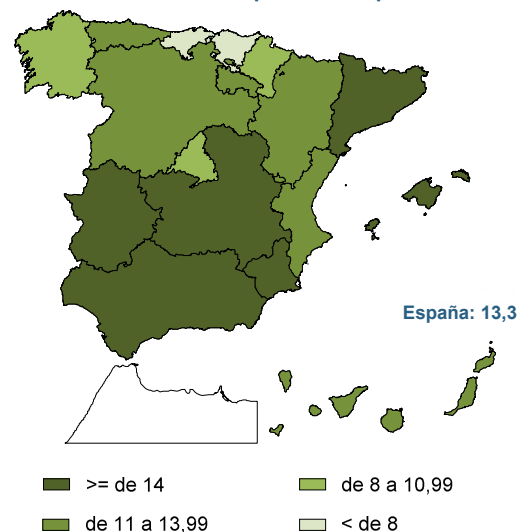 España: 13,3
>= de 14
de 8 a 10,99
de 11 a 13,99
< de 8